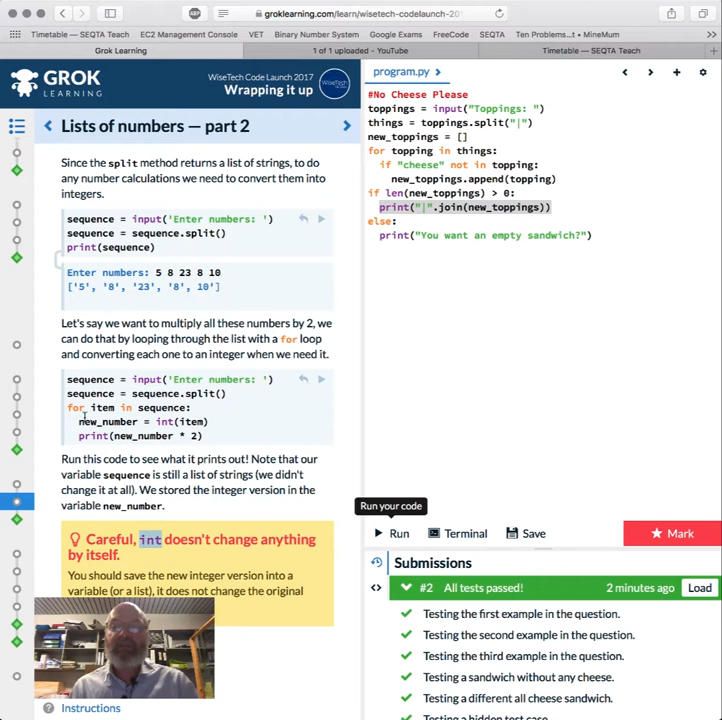 groklearning.com/learn/wisetech-codelaunch-201
ABP
Timetable — SEQTA Teach
EC2 Management Console
VET
Binary Number System
Google Exams
FreeCode
SEQTA
Ten Problems…t • MineMum
Grok Learning
1 of 1 uploaded - YouTube
Timetable — SEQTA Teach
GROK
LEARNING
WiseTech Code Launch 2017
Wrapping it up
Lists of numbers — part 2
Since the split method returns a list of strings, to do
any number calculations we need to convert them into
integers.
sequence = input('Enter numbers: ')
sequence = sequence.split()
print(sequence)
Enter numbers: 5 8 23 8 10
['5', '8', '23', '8', 10']
Let's say we want to multiply all these numbers by 2, we
can do that by looping through the list with a for loop
and converting each one to an integer when we need it.
sequence = input('Enter numbers: ')
sequence = sequence.split()
for item in sequence:
new_number = int(item)
print(new_number * 2)
Run this code to see what it prints out! Note that our
variable sequence is still a list of strings (we didn't
change it at all). We stored the integer version in the
variable new_number.
Careful, int doesn't change anything
by itself.
You should save the new integer version into a
variable (or a list), it does not change the original
Instructions
program.py
#No Cheese Please
toppings = input("Toppings: ")
things = toppings.split("|")
new_toppings = []
for topping in things:
if "cheese" not in topping:
new_toppings.append(topping)
if len(new_toppings) > 0:
print("|".join(new_toppings))
else:
print("You want an empty sandwich?")
Run your code
Run
Terminal
Save
Mark
Submissions
#2 All tests passed! 2 minutes ago Load
Testing the first example in the question.
Testing the second example in the question.
Testing the third example in the question.
Testing a sandwich without any cheese.
Testing a different all cheese sandwich.
Testing a hidden test case.